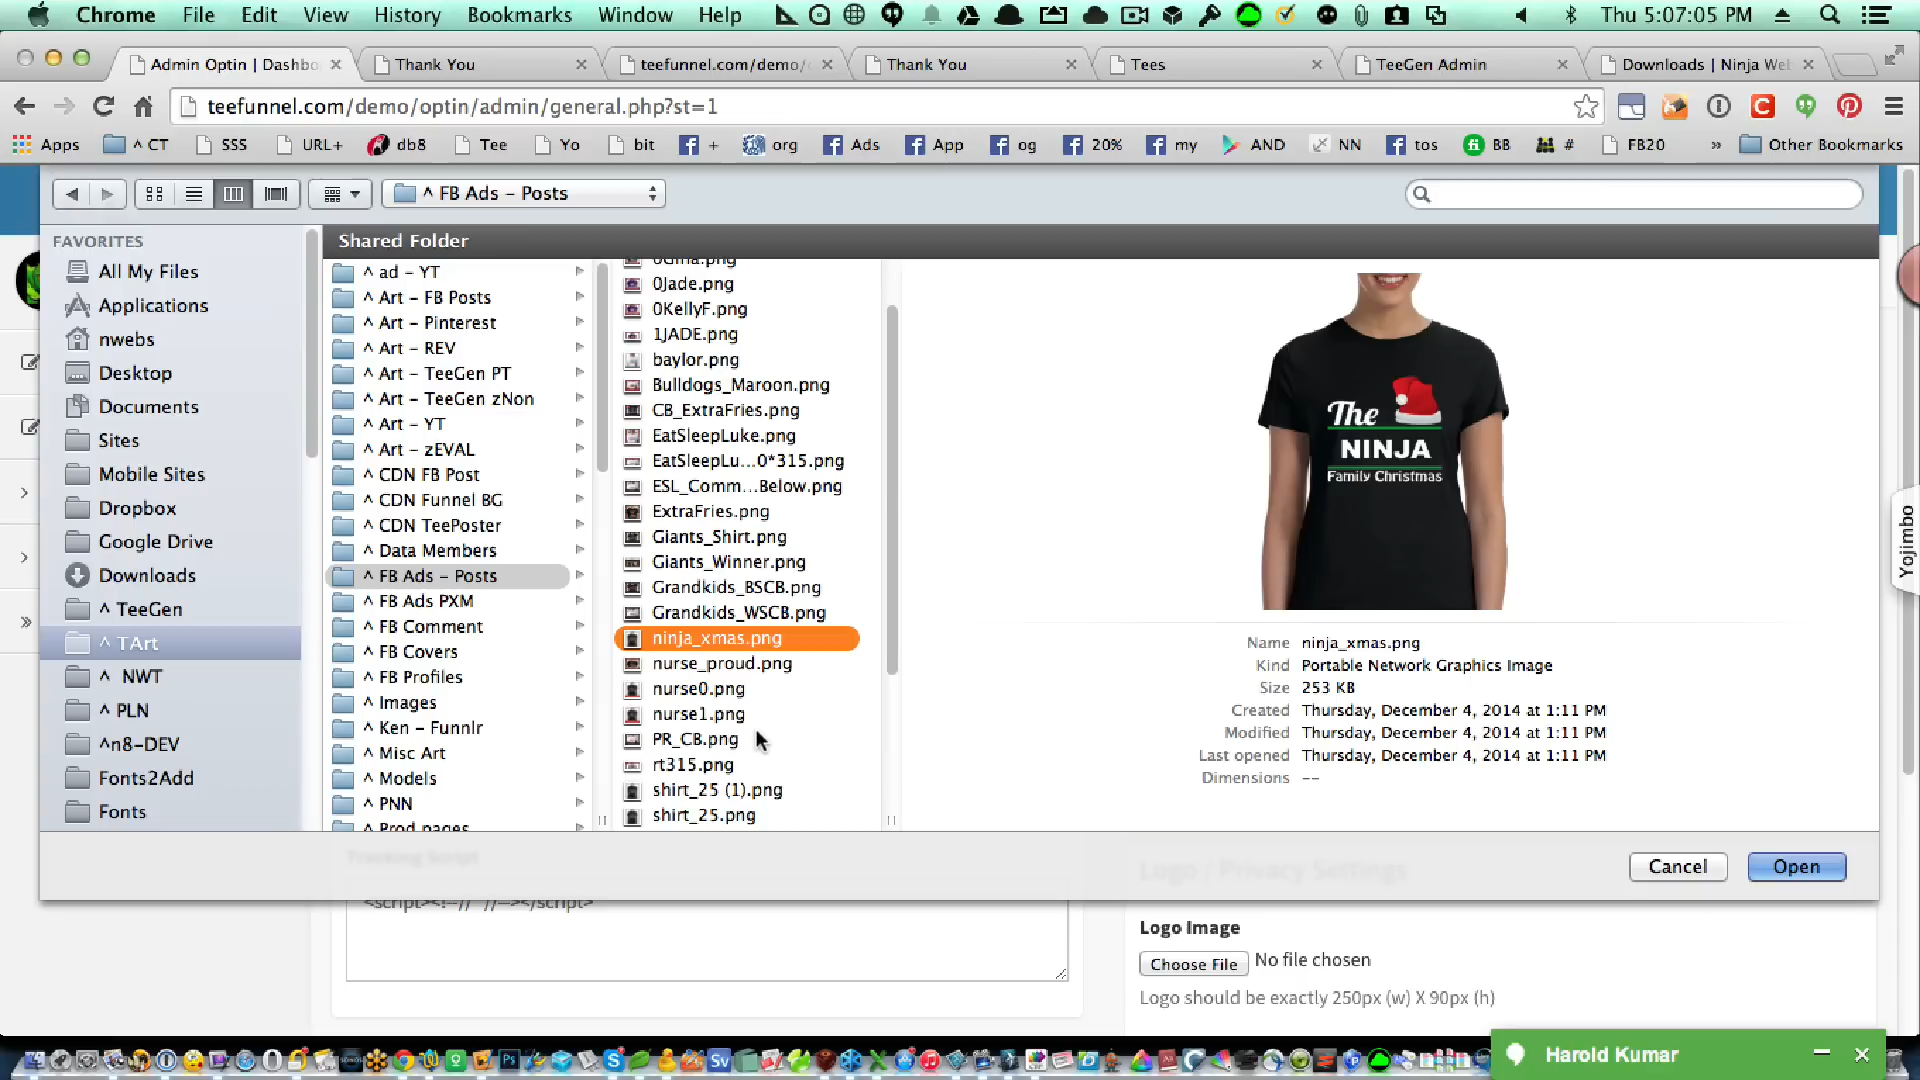 Chrome File Edit View History Bookmarks Window Help Thu 5:07:05 PM
Admin Optin | Dashbo Thank You teefunnel.com/demo/ Thank You Tees TeeGen Admin Downloads | Ninja We
teefunnel.com/demo/optin/admin/general.php?st=1
Apps ^ CT SSS URL+ db8 Tee Yo bit + org Ads App og 20% my AND NN tos BB # FB20 » Other Bookmarks
^ FB Ads - Posts
FAVORITES
All My Files
Applications
nwebs
Desktop
Documents
Sites
Mobile Sites
Dropbox
Google Drive
Downloads
^ TeeGen
^ TArt
^ NWT
^ PLN
^n8-DEV
Fonts2Add
Fonts
Shared Folder
^ ad - YT
^ Art - FB Posts
^ Art - Pinterest
^ Art - REV
^ Art - TeeGen PT
^ Art - TeeGen zNon
^ Art - YT
^ Art - zEVAL
^ CDN FB Post
^ CDN Funnel BG
^ CDN TeePoster
^ Data Members
^ FB Ads - Posts
^ FB Ads PXM
^ FB Comment
^ FB Covers
^ FB Profiles
^ Images
^ Ken - Funnlr
^ Misc Art
^ Models
^ PNN
^ Prod pages
0Gina.png
0Jade.png
0KellyF.png
1JADE.png
baylor.png
Bulldogs_Maroon.png
CB_ExtraFries.png
EatSleepLuke.png
EatSleepLu...0*315.png
ESL_Comm...Below.png
ExtraFries.png
Giants_Shirt.png
Giants_Winner.png
Grandkids_BSCB.png
Grandkids_WSCB.png
ninja_xmas.png
nurse_proud.png
nurse0.png
nurse1.png
PR_CB.png
rt315.png
shirt_25 (1).png
shirt_25.png
The
NINJA
Family Christmas
Name ninja_xmas.png
Kind Portable Network Graphics Image
Size 253 KB
Created Thursday, December 4, 2014 at 1:11 PM
Modified Thursday, December 4, 2014 at 1:11 PM
Last opened Thursday, December 4, 2014 at 1:11 PM
Dimensions --
Cancel Open
Yojimbo
Tracking Script
<script><!--// //--></script>
Logo / Privacy Settings
Logo Image
Choose File No file chosen
Logo should be exactly 250px (w) X 90px (h)
Harold Kumar